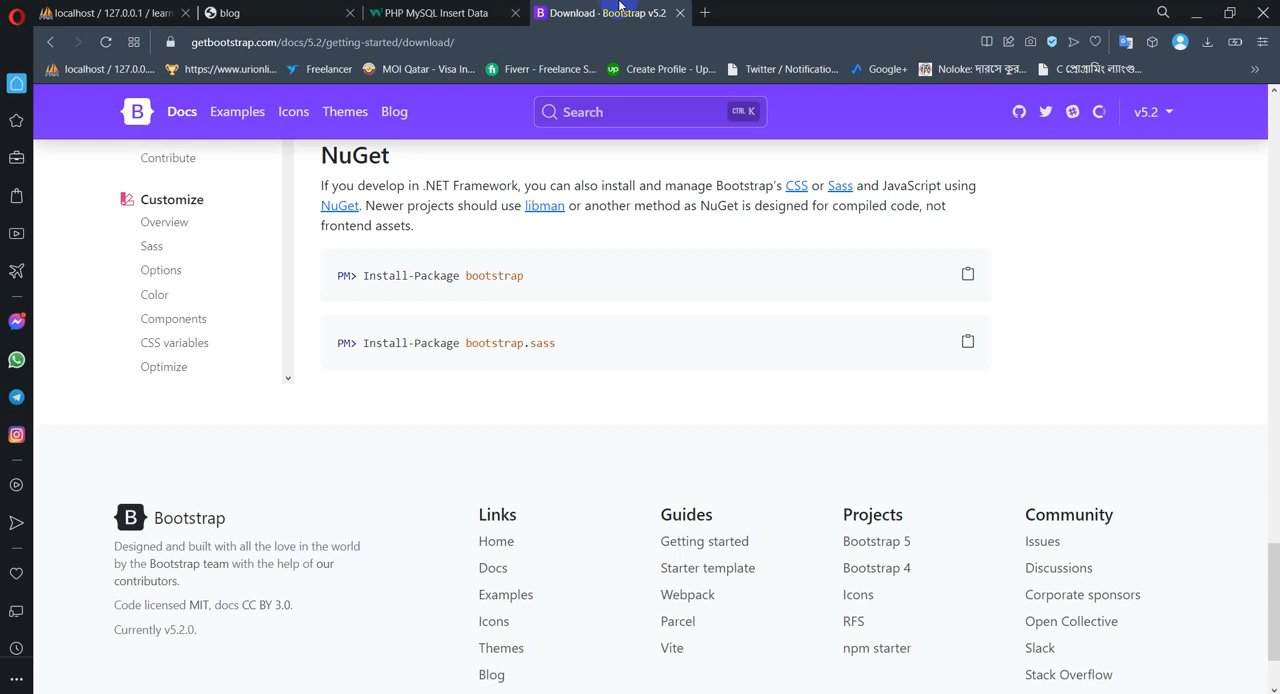 localhost / 127.0.0.1 / learn
blog
PHP MySQL Insert Data
Download · Bootstrap v5.2
getbootstrap.com/docs/5.2/getting-started/download/
localhost / 127.0.0....
https://www.urionli...
Freelancer
MOI Qatar - Visa In...
Fiverr - Freelance S...
Create Profile - Up...
Twitter / Notificatio...
Google+
Noloke: দারসে কুর...
C প্রোগ্রামিং ল্যাংগু...
B
Docs
Examples
Icons
Themes
Blog
Search
CTRL K
v5.2
Contribute
Customize
Overview
Sass
Options
Color
Components
CSS variables
Optimize
NuGet
If you develop in .NET Framework, you can also install and manage Bootstrap's CSS or Sass and JavaScript using
NuGet. Newer projects should use libman or another method as NuGet is designed for compiled code, not
frontend assets.
PM> Install-Package bootstrap
PM> Install-Package bootstrap.sass
B Bootstrap
Designed and built with all the love in the world
by the Bootstrap team with the help of our
contributors.
Code licensed MIT, docs CC BY 3.0.
Currently v5.2.0.
Links
Home
Docs
Examples
Icons
Themes
Blog
Guides
Getting started
Starter template
Webpack
Parcel
Vite
Projects
Bootstrap 5
Bootstrap 4
Icons
RFS
npm starter
Community
Issues
Discussions
Corporate sponsors
Open Collective
Slack
Stack Overflow